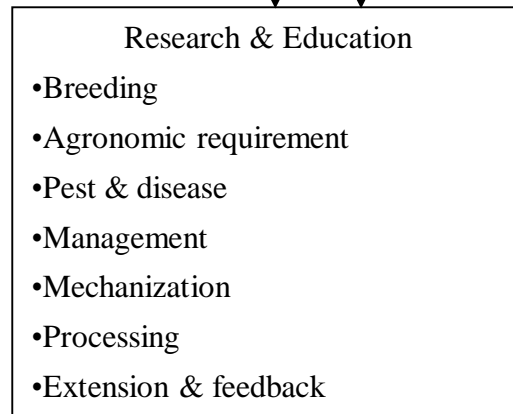 Research & Education
•Breeding
•Agronomic requirement
•Pest & disease
•Management
•Mechanization
•Processing
•Extension & feedback